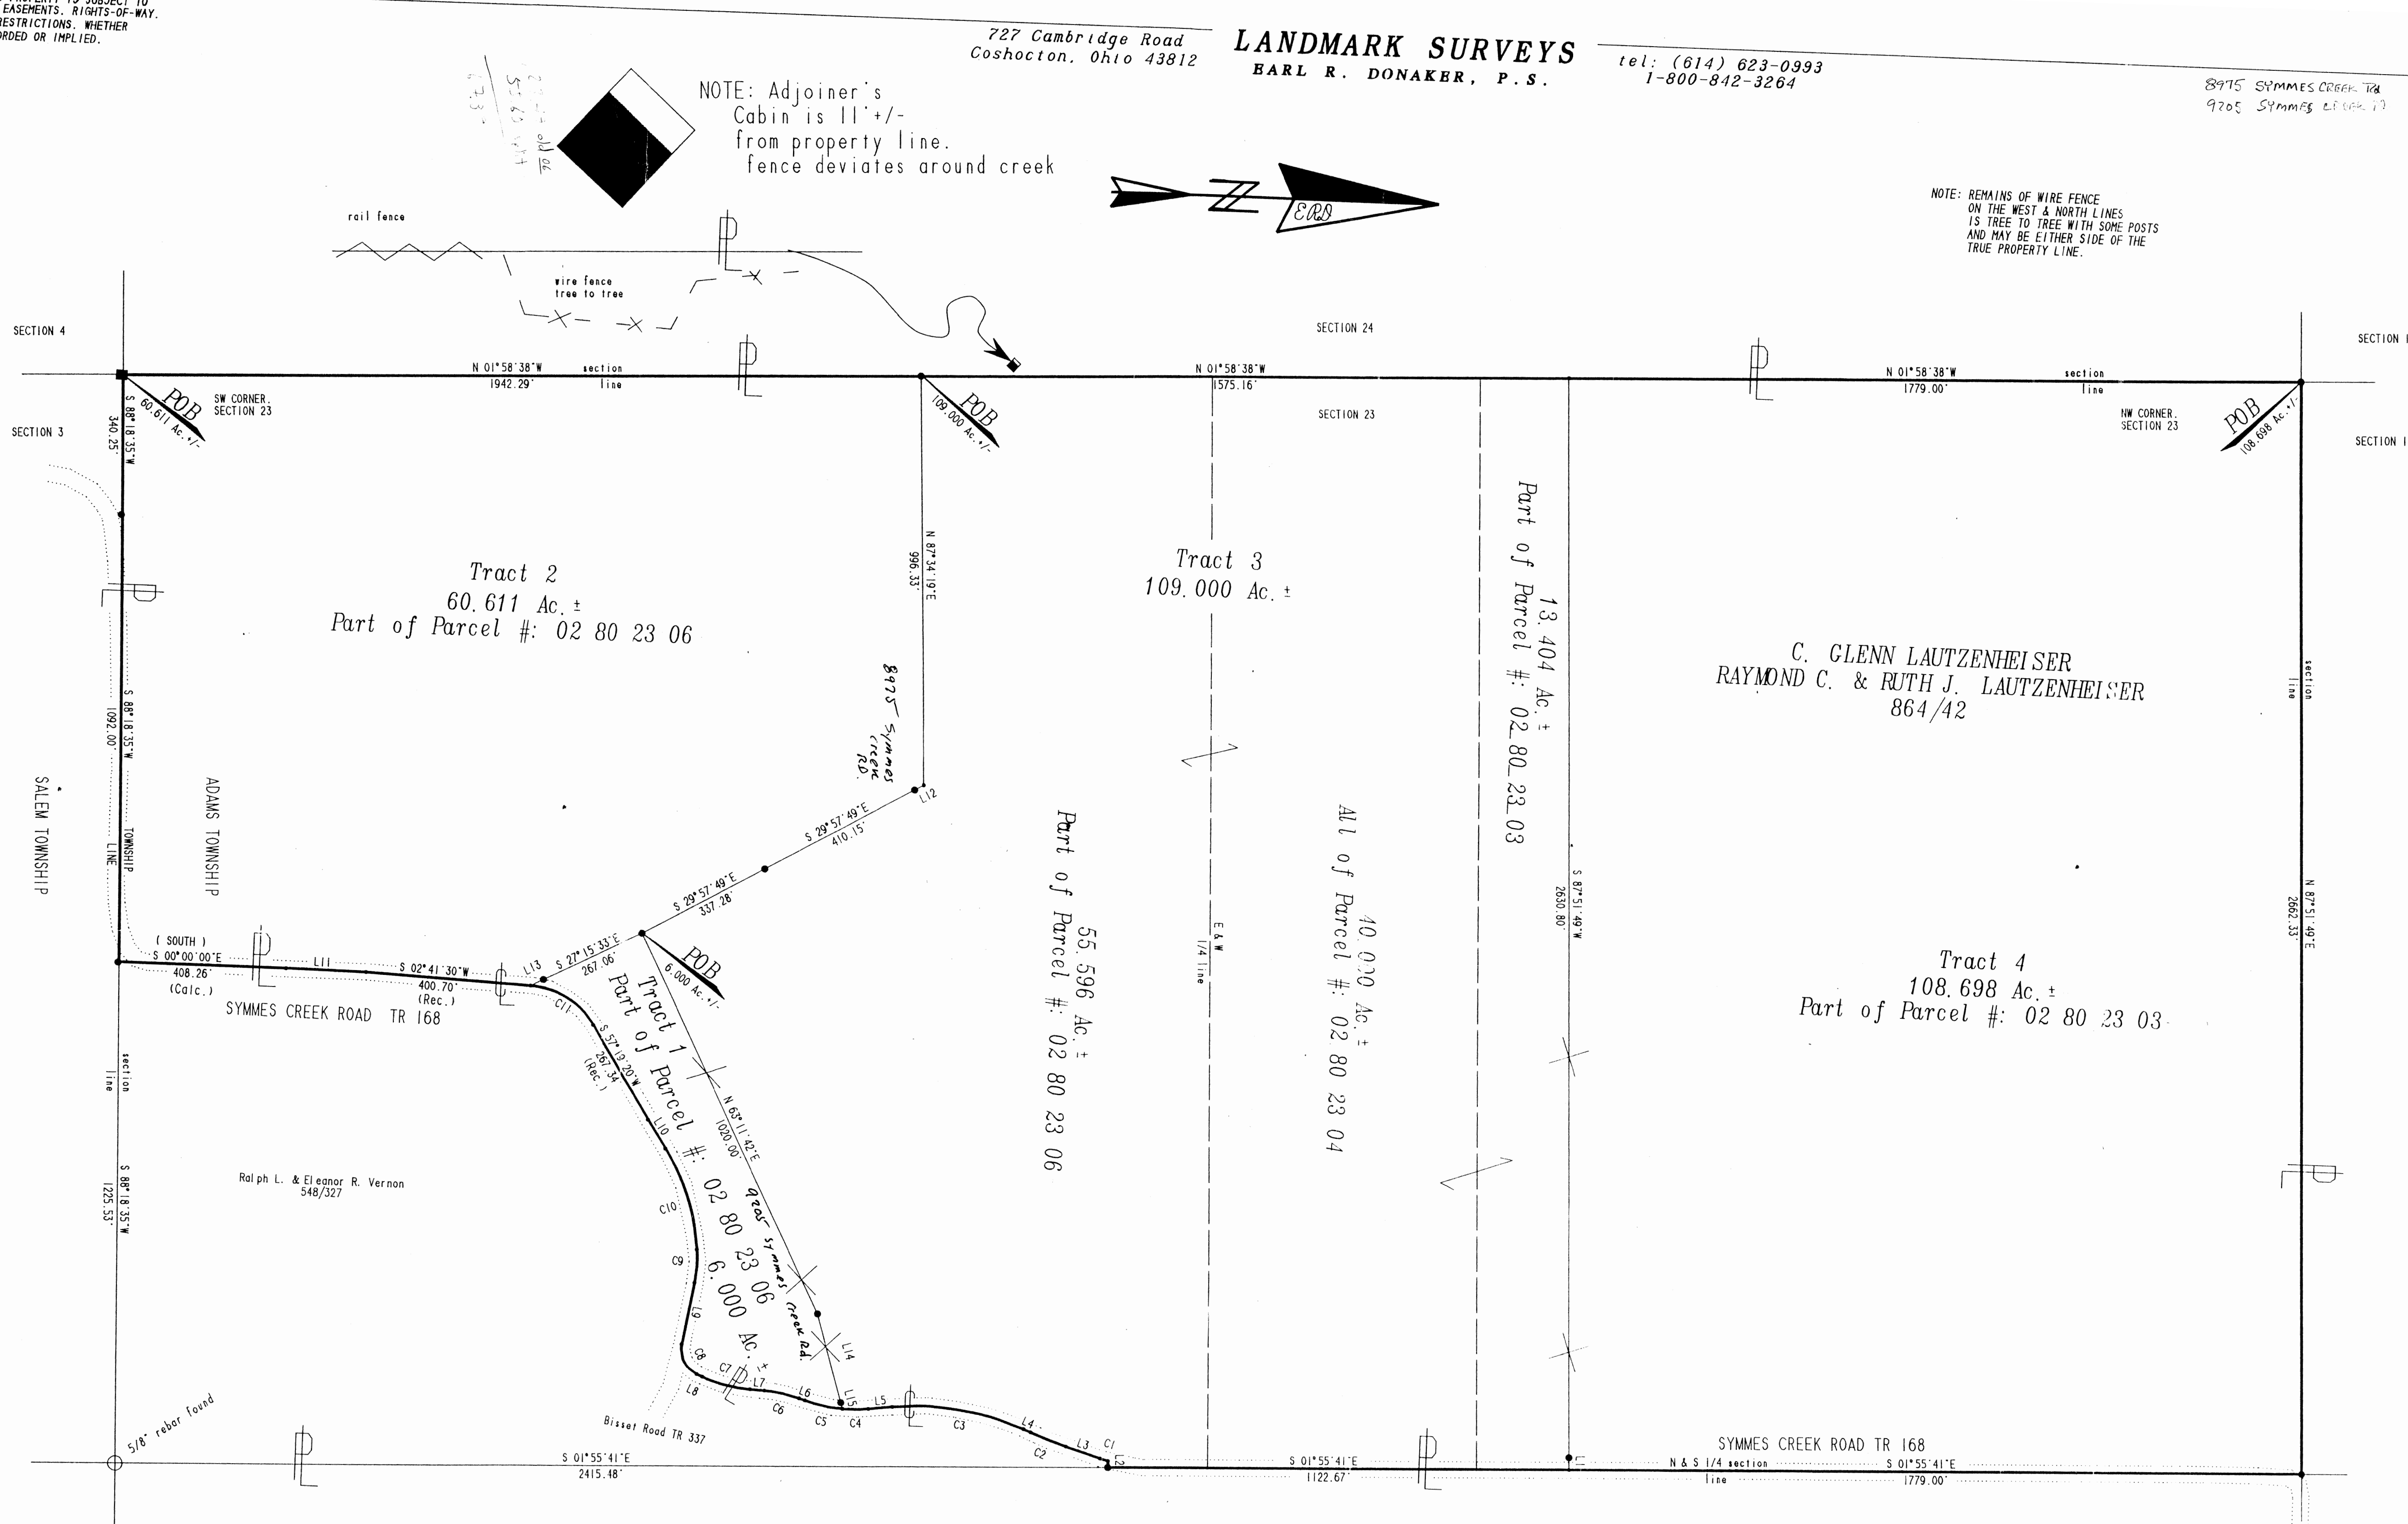 EASEMENTS. RIGHTS-OF-WAY.
RESTRICTIONS. WHETHER
OR IMPLIED.
727 Cambridge Road
Coshocton, Ohio 43812
LANDMARK SURVEYS
EARL R. DONAKER, P.S.
tel: (614) 623-0993
1-800-842-3264
8975 SYMMES CREEK Rd
9205 SYMMES CREEK
NOTE: Adjoiner's
Cabin is 11'+/-
from property line.
fence deviates around creek
ERD
NOTE: REMAINS OF WIRE FENCE
ON THE WEST & NORTH LINES
IS TREE TO TREE WITH SOME POSTS
AND MAY BE EITHER SIDE OF THE
TRUE PROPERTY LINE.
rail fence
PL
wire fence
tree to tree
SECTION 4
SECTION 24
SECTION 1
N 01°58'38"W section
1942.29' line
PL
N 01°58'38"W
1575.16'
PL
N 01°58'38"W section
1779.00' line
POB
60.611 Ac.+/-
SW CORNER.
SECTION 23
POB
109.000 Ac.+/-
SECTION 23
NW CORNER.
SECTION 23
POB
108.698 Ac.+/-
SECTION 3
SECTION 1
S 88°18'35"W
340.25'
PL
Tract 2
60.611 Ac.±
Part of Parcel #: 02 80 23 06
N 87°34'19"E
996.33'
Tract 3
109.000 Ac.±
13.404 Ac.±
Part of Parcel #: 02 80 23 03
C. GLENN LAUTZENHEISER
RAYMOND C. & RUTH J. LAUTZENHEISER
864/42
section
line
8975 Symmes
creek
RD.
S 88°18'35"W TOWNSHIP
1092.00' LINE
SALEM TOWNSHIP
ADAMS TOWNSHIP
L12
S 29°57'49"E
410.15'
S 29°57'49"E
337.28'
55.596 Ac.±
Part of Parcel #: 02 80 23 06
E & W
1/4 line
40.000 Ac.±
All of Parcel #: 02 80 23 04
S 87°51'49"W
2630.80'
N 87°51'49"E
2662.33'
Tract 4
108.698 Ac.±
Part of Parcel #: 02 80 23 03
PL
( SOUTH )
S 00°00'00"E
408.26'
(Calc.)
PL
L11
S 02°41'30"W
400.70'
(Rec.)
CL
L13
S 27°15'33"E
267.06'
POB
6.000 Ac.+/-
SYMMES CREEK ROAD TR 168
C11
S 57°19'20"W
267.34'
(Rec.)
Tract 1
Part of Parcel #: 02 80 23 06
6.000 Ac.±
N 63°11'42"E
1020.00'
9205 Symmes creek Rd.
section
line
S 88°18'35"W
1225.53'
Ralph L. & Eleanor R. Vernon
548/327
L10
C10
C9
L9
C8
L8
C7
PL
L7
C6
L6
C5
L14
L15
C4
L5
CL
C3
L4
C2
L3
C1
L2
L1
5/8" rebar found
Bisset Road TR 337
PL
S 01°55'41"E
2415.48'
S 01°55'41"E
1122.67'
PL
SYMMES CREEK ROAD TR 168
N & S 1/4 section
line
S 01°55'41"E
1779.00'